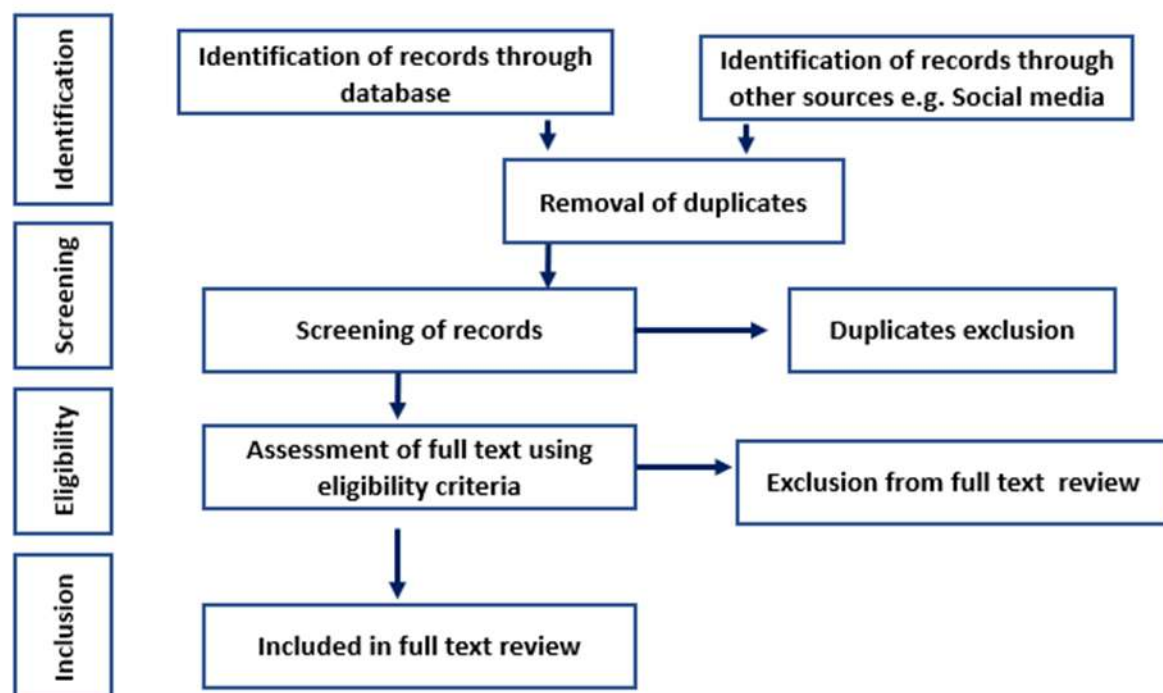 Identification
Identification of records through
database
Identification of records through
other sources e.g. Social media
Removal of duplicates
Screening
Screening of records
Duplicates exclusion
Eligibility
Assessment of full text using
eligibility criteria
Exclusion from full text review
Inclusion
Included in full text review